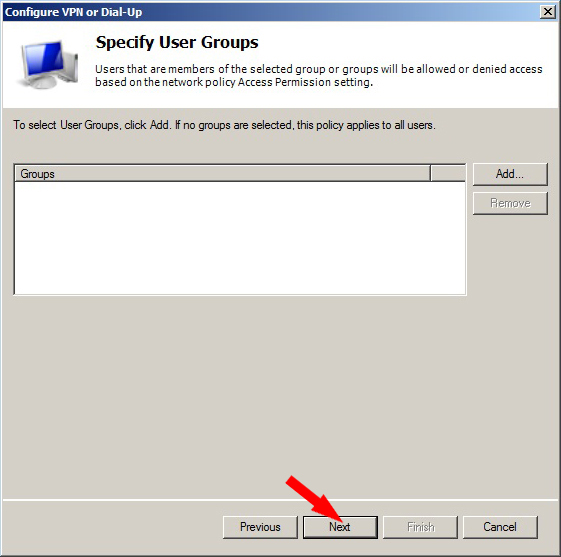 Configure VPN or Dial-Up
Specify User Groups
Users that are members of the selected group or groups will be allowed or denied access
based on the network policy Access Permission setting.
To select User Groups, click Add. If no groups are selected, this policy applies to all users.
Groups
Add...
Remove
Previous
Next
Finish
Cancel